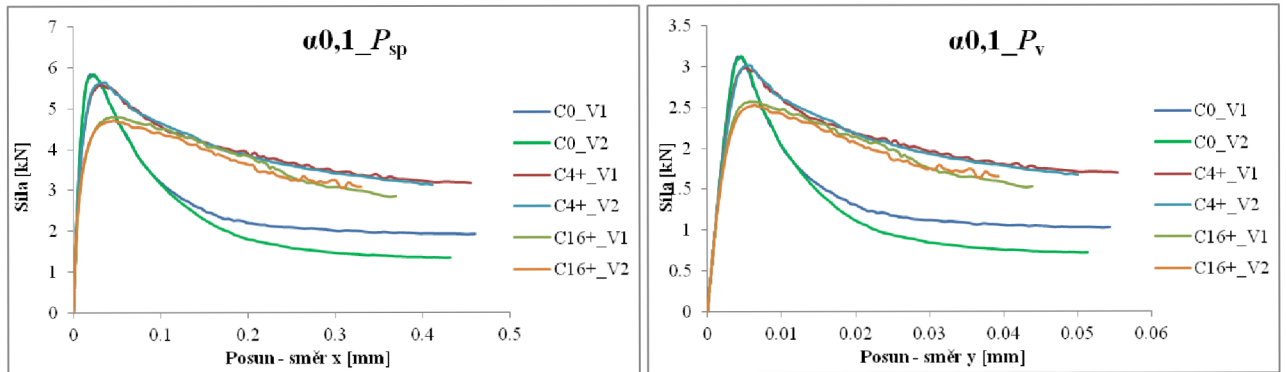 α0,1_Psp
7
6
5
4
3
2
1
0
Síla [kN]
0
0.1
0.2
0.3
0.4
0.5
Posun - směr x [mm]
C0_V1
C0_V2
C4+_V1
C4+_V2
C16+_V1
C16+_V2
α0,1_Pv
3.5
3
2.5
2
1.5
1
0.5
0
Síla [kN]
0
0.01
0.02
0.03
0.04
0.05
0.06
Posun - směr y [mm]
C0_V1
C0_V2
C4+_V1
C4+_V2
C16+_V1
C16+_V2